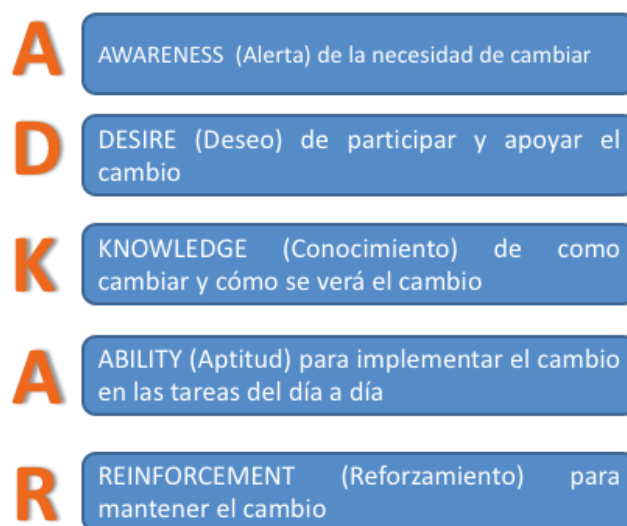 A
AWARENESS (Alerta) de la necesidad de cambiar
D
DESIRE (Deseo) de participar y apoyar el
cambio
K
KNOWLEDGE (Conocimiento) de como
cambiar y cómo se verá el cambio
A
ABILITY (Aptitud) para implementar el cambio
en las tareas del día a día
R
REINFORCEMENT (Reforzamiento) para
mantener el cambio